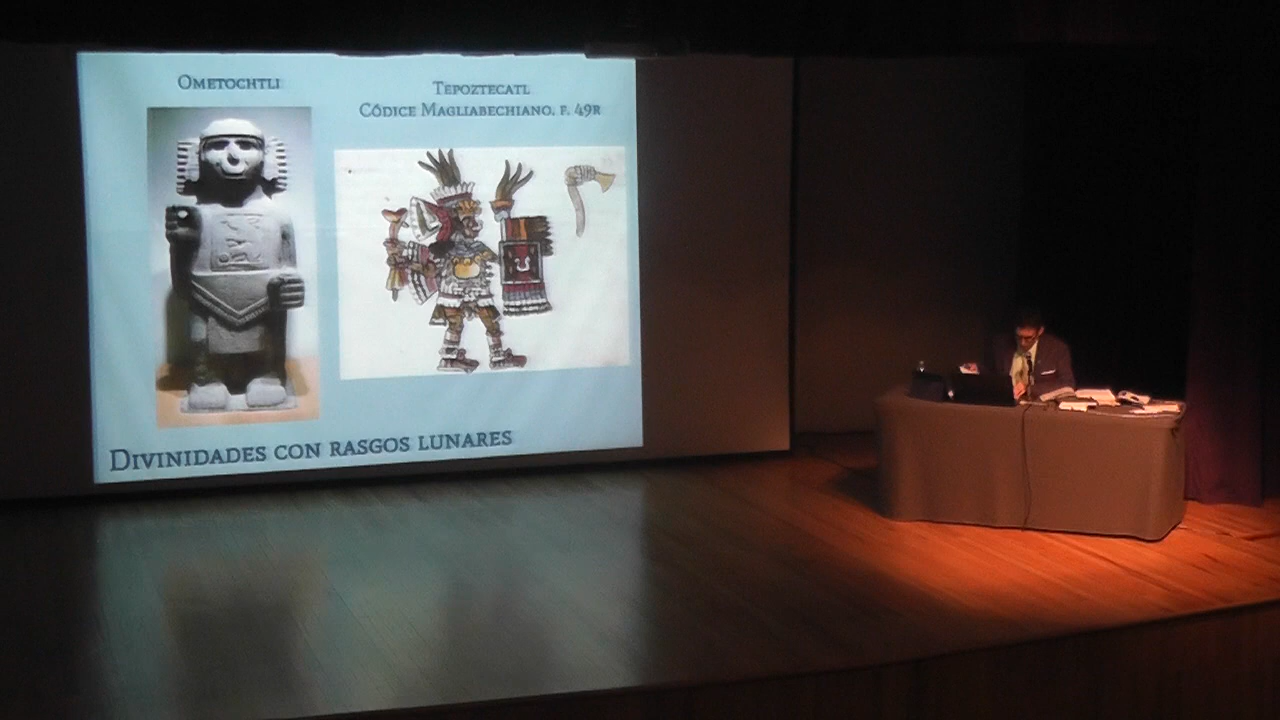 OMETOCHTLI
TEPOZTECATL
CÓDICE MAGLIABECHIANO. F. 49R
DIVINIDADES CON RASGOS LUNARES